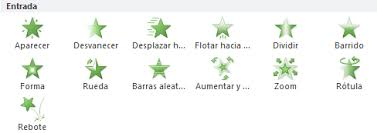 Entrada
Aparecer Desvanecer Desplazar h... Flotar hacia ... Dividir Barrido
Forma Rueda Barras aleat... Aumentar y ... Zoom Rótula
Rebote